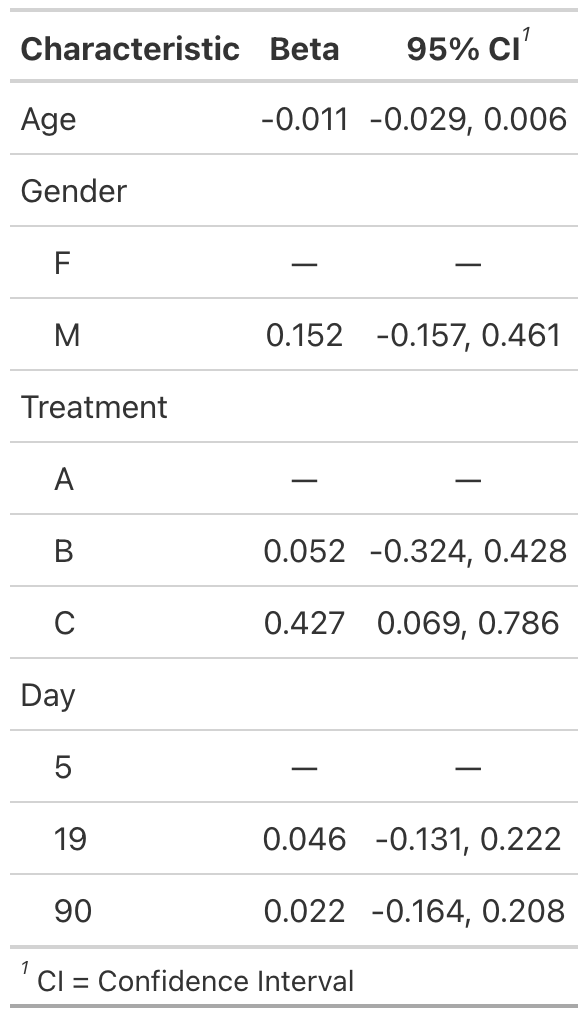 Characteristic Beta 95% CI1
Age -0.011 -0.029, 0.006
Gender
F — —
M 0.152 -0.157, 0.461
Treatment
A — —
B 0.052 -0.324, 0.428
C 0.427 0.069, 0.786
Day
5 — —
19 0.046 -0.131, 0.222
90 0.022 -0.164, 0.208
1 CI = Confidence Interval